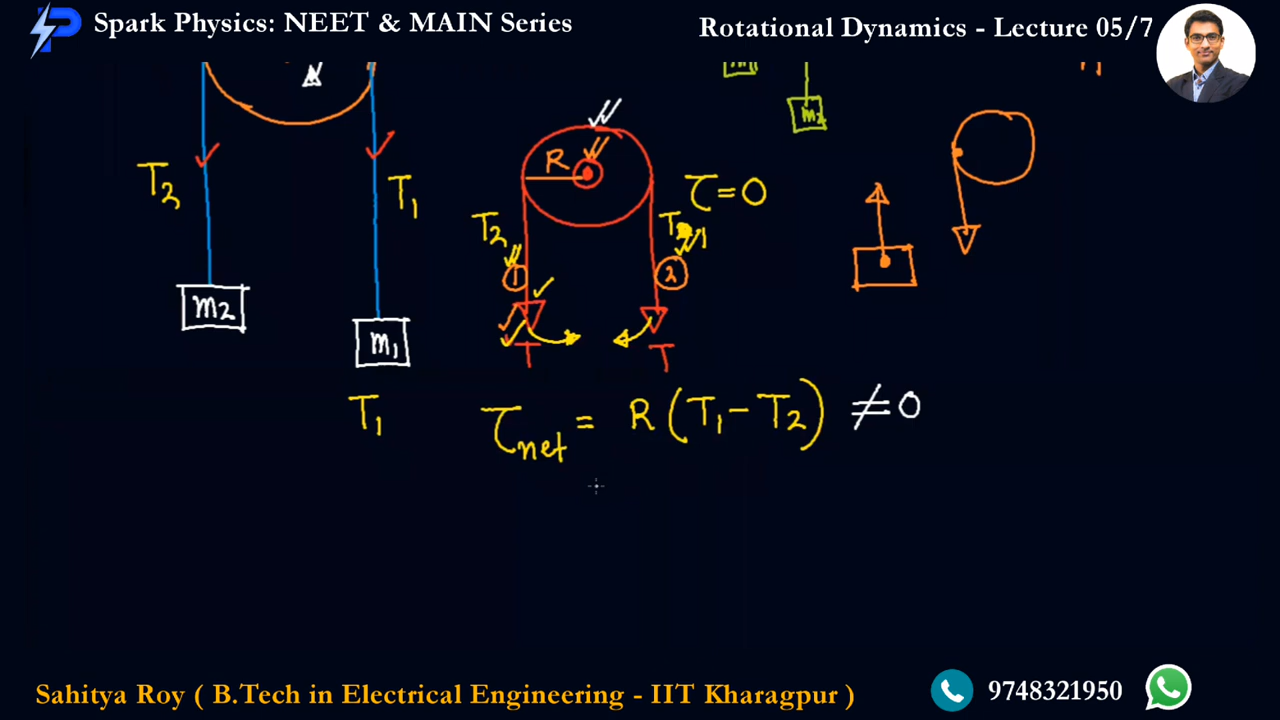 Spark Physics: NEET & MAIN Series
Rotational Dynamics - Lecture 05/7
m₂
T₂
T₁
R
τ=0
T₂
①
②
T
T
m₂
m₁
T₁
τnet = R(T₁-T₂) ≠0
Sahitya Roy ( B.Tech in Electrical Engineering - IIT Kharagpur )
9748321950